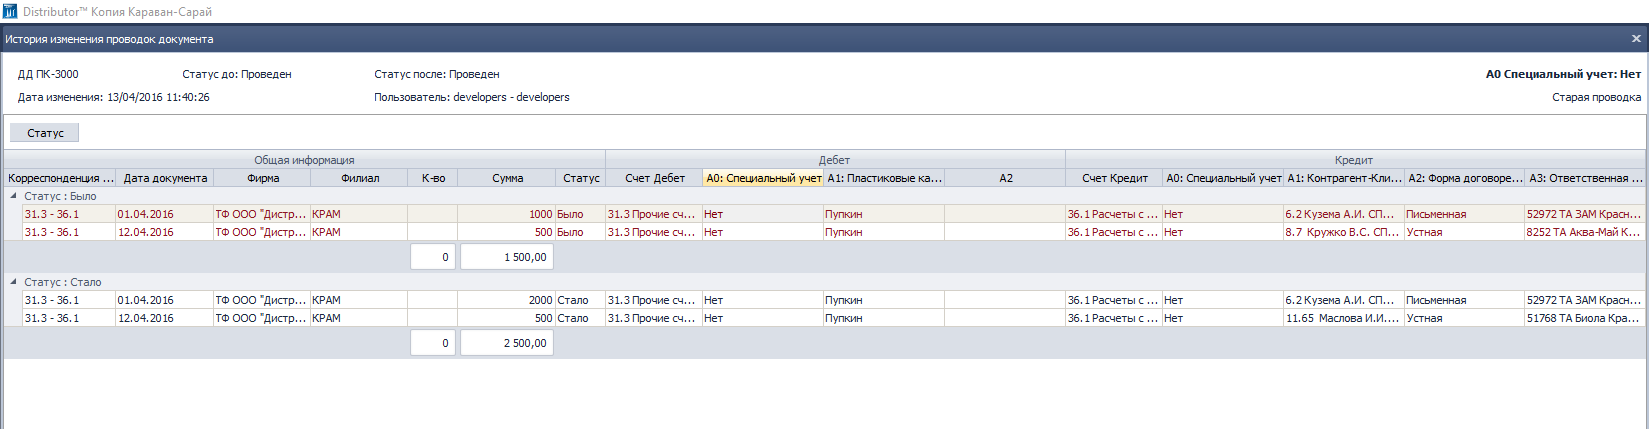 Distributor™ Копия Караван-Сарай
История изменения проводок документа
ДД ПК-3000 Статус до: Проведен Статус после: Проведен А0 Специальный учет: Нет
Дата изменения: 13/04/2016 11:40:26 Пользователь: developers - developers Старая проводка
Статус
Общая информация Дебет Кредит
Корреспонденция ... Дата документа Фирма Филиал К-во Сумма Статус Счет Дебет А0: Специальный учет А1: Пластиковые ка... А2 Счет Кредит А0: Специальный учет А1: Контрагент-Кли... А2: Форма договоре... А3: Ответственная ...
Статус : Было
31.3 - 36.1 01.04.2016 ТФ ООО "Дистр... КРАМ 1000 Было 31.3 Прочие сч... Нет Пупкин 36.1 Расчеты с ... Нет 6.2 Кузема А.И. СП... Письменная 52972 ТА ЗАМ Красн...
31.3 - 36.1 12.04.2016 ТФ ООО "Дистр... КРАМ 500 Было 31.3 Прочие сч... Нет Пупкин 36.1 Расчеты с ... Нет 8.7 Кружко В.С. СП... Устная 8252 ТА Аква-Май К...
0 1 500,00
Статус : Стало
31.3 - 36.1 01.04.2016 ТФ ООО "Дистр... КРАМ 2000 Стало 31.3 Прочие сч... Нет Пупкин 36.1 Расчеты с ... Нет 6.2 Кузема А.И. СП... Письменная 52972 ТА ЗАМ Красн...
31.3 - 36.1 12.04.2016 ТФ ООО "Дистр... КРАМ 500 Стало 31.3 Прочие сч... Нет Пупкин 36.1 Расчеты с ... Нет 11.65 Маслова И.И.... Устная 51768 ТА Биола Кра...
0 2 500,00